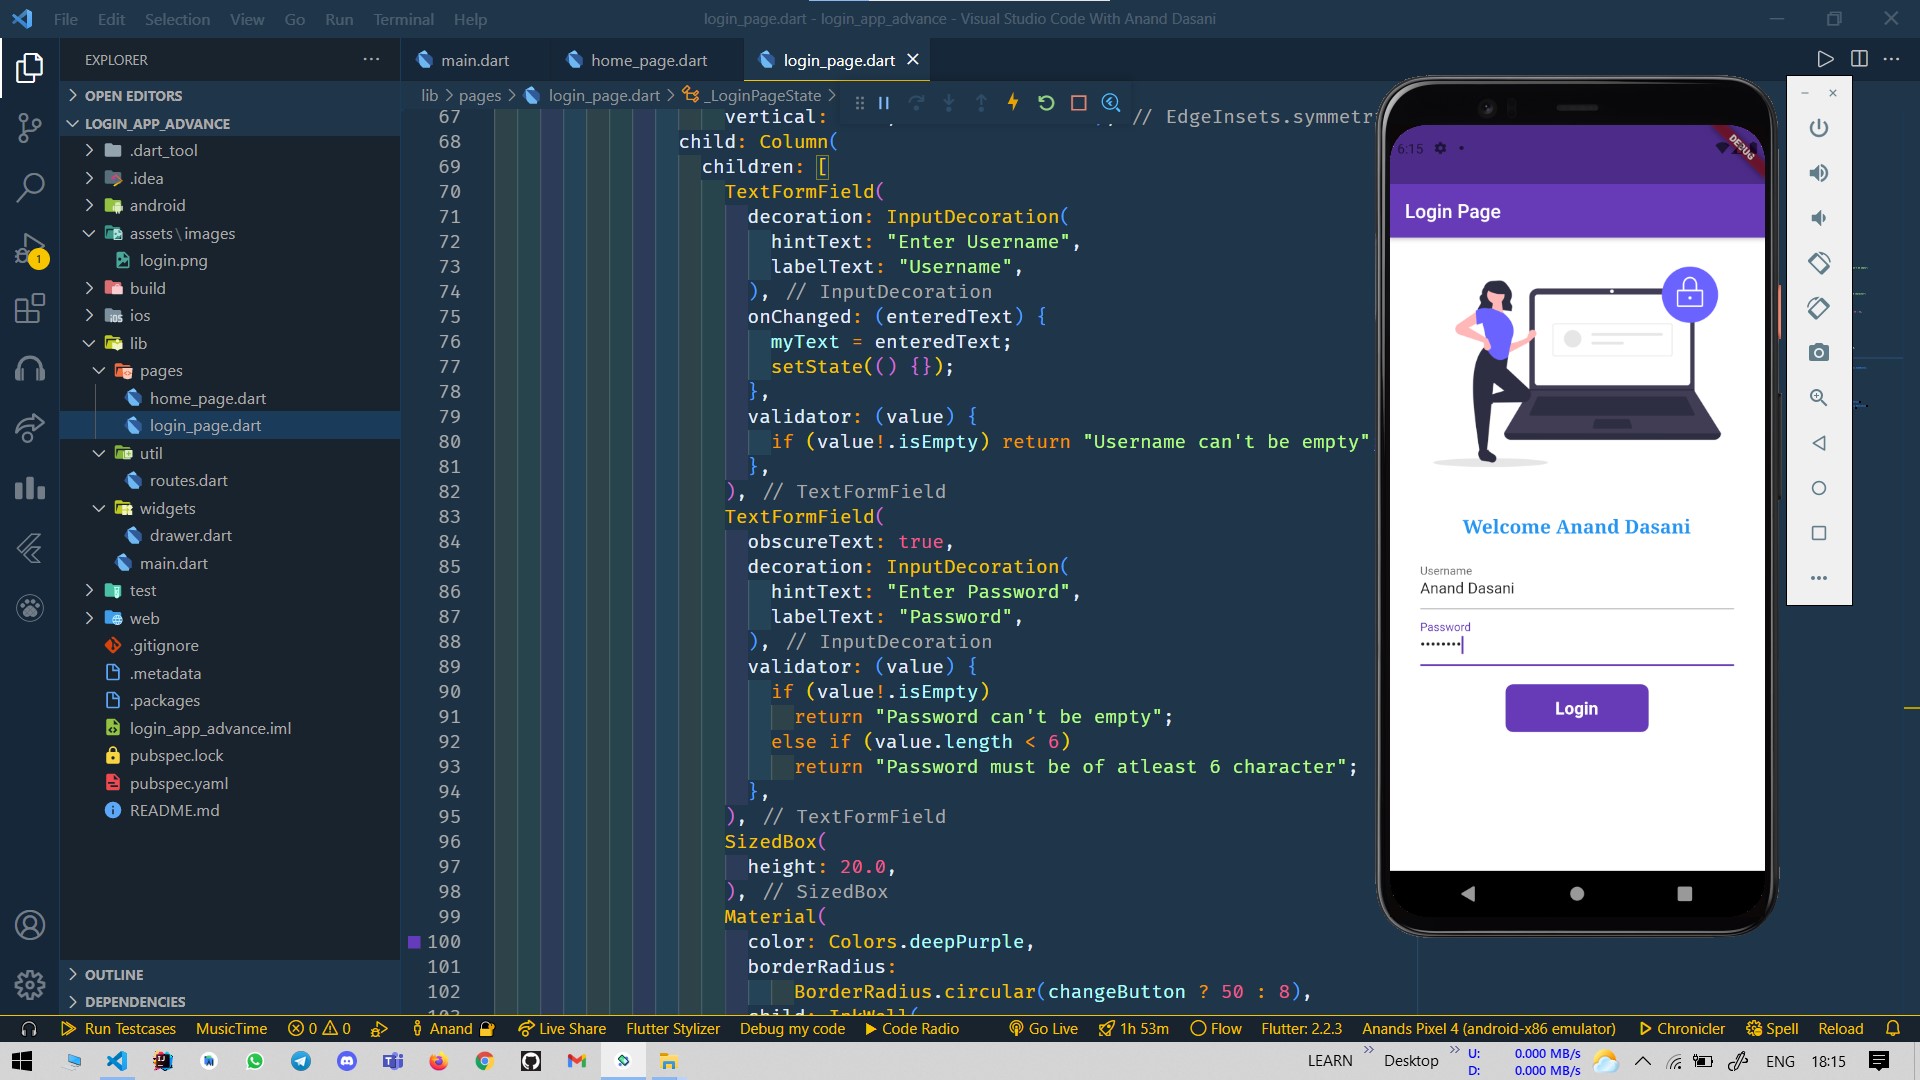 File Edit Selection View Go Run Terminal Help
login_page.dart - login_app_advance - Visual Studio Code With Anand Dasani
EXPLORER
OPEN EDITORS
LOGIN_APP_ADVANCE
.dart_tool
.idea
android
assets\images
login.png
build
ios
lib
pages
home_page.dart
login_page.dart
util
routes.dart
widgets
drawer.dart
main.dart
test
web
.gitignore
.metadata
.packages
login_app_advance.iml
pubspec.lock
pubspec.yaml
README.md
OUTLINE
DEPENDENCIES
1
main.dart home_page.dart login_page.dart
lib > pages > login_page.dart > _LoginPageState >
67 vertical: // EdgeInsets.symmetr
68 child: Column(
69 children: [
70 TextFormField(
71 decoration: InputDecoration(
72 hintText: "Enter Username",
73 labelText: "Username",
74 ), // InputDecoration
75 onChanged: (enteredText) {
76 myText = enteredText;
77 setState(() {});
78 },
79 validator: (value) {
80 if (value!.isEmpty) return "Username can't be empty"
81 },
82 ), // TextFormField
83 TextFormField(
84 obscureText: true,
85 decoration: InputDecoration(
86 hintText: "Enter Password",
87 labelText: "Password",
88 ), // InputDecoration
89 validator: (value) {
90 if (value!.isEmpty)
91 return "Password can't be empty";
92 else if (value.length < 6)
93 return "Password must be of atleast 6 character";
94 },
95 ), // TextFormField
96 SizedBox(
97 height: 20.0,
98 ), // SizedBox
99 Material(
100 color: Colors.deepPurple,
101 borderRadius:
102 BorderRadius.circular(changeButton ? 50 : 8),
6:15
DEBUG
Login Page
Welcome Anand Dasani
Username
Anand Dasani
Password
••••••••
Login
Run Testcases MusicTime 0 0 Anand Live Share Flutter Stylizer Debug my code Code Radio Go Live 1h 53m Flow Flutter: 2.2.3 Anands Pixel 4 (android-x86 emulator) Chronicler Spell Reload
LEARN Desktop U: 0.000 MB/s
D: 0.000 MB/s
ENG 18:15